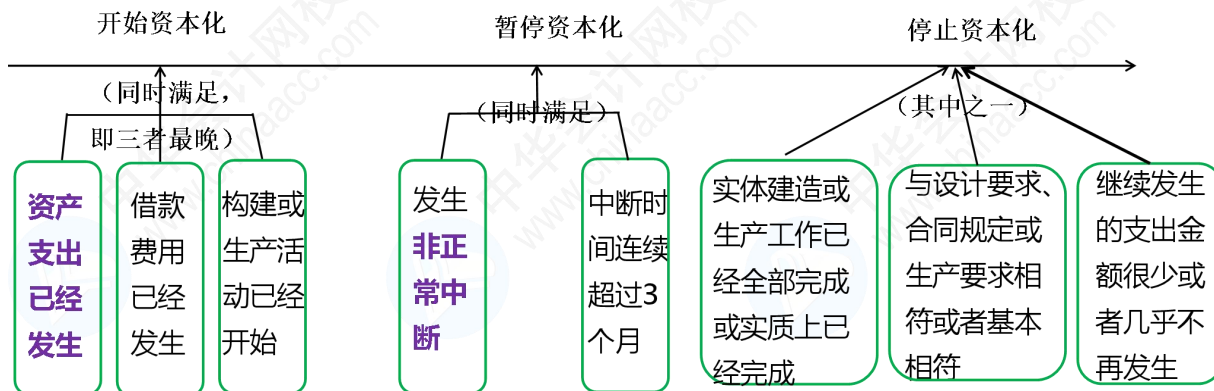 开始资本化
暂停资本化
停止资本化
（同时满足，
即三者最晚）
（同时满足）
（其中之一）
资产
支出
已经
发生
借款
费用
已经
发生
构建或
生产活
动已经
开始
发生
非正
常中
断
中断时
间连续
超过3
个月
实体建造或
生产工作已
经全部完成
或实质上已
经完成
与设计要求、
合同规定或
生产要求相
符或者基本
相符
继续发生
的支出金
额很少或
者几乎不
再发生